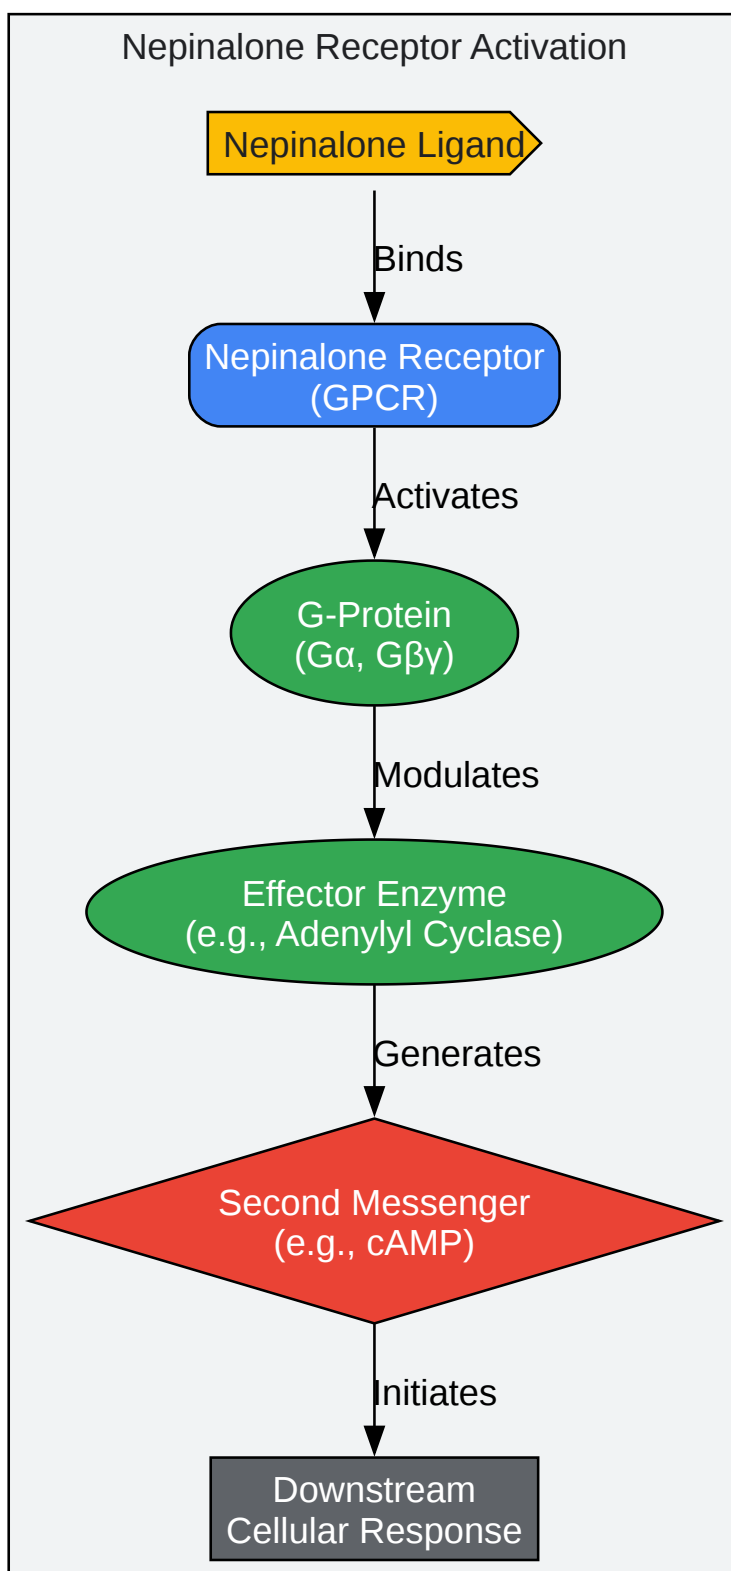 Nepinalone Receptor Activation
Nepinalone Ligand
Binds
Nepinalone Receptor
(GPCR)
Activates
G-Protein
(Gα, Gβγ)
Modulates
Effector Enzyme
(e.g., Adenylyl Cyclase)
Generates
Second Messenger
(e.g., cAMP)
Initiates
Downstream
Cellular Response